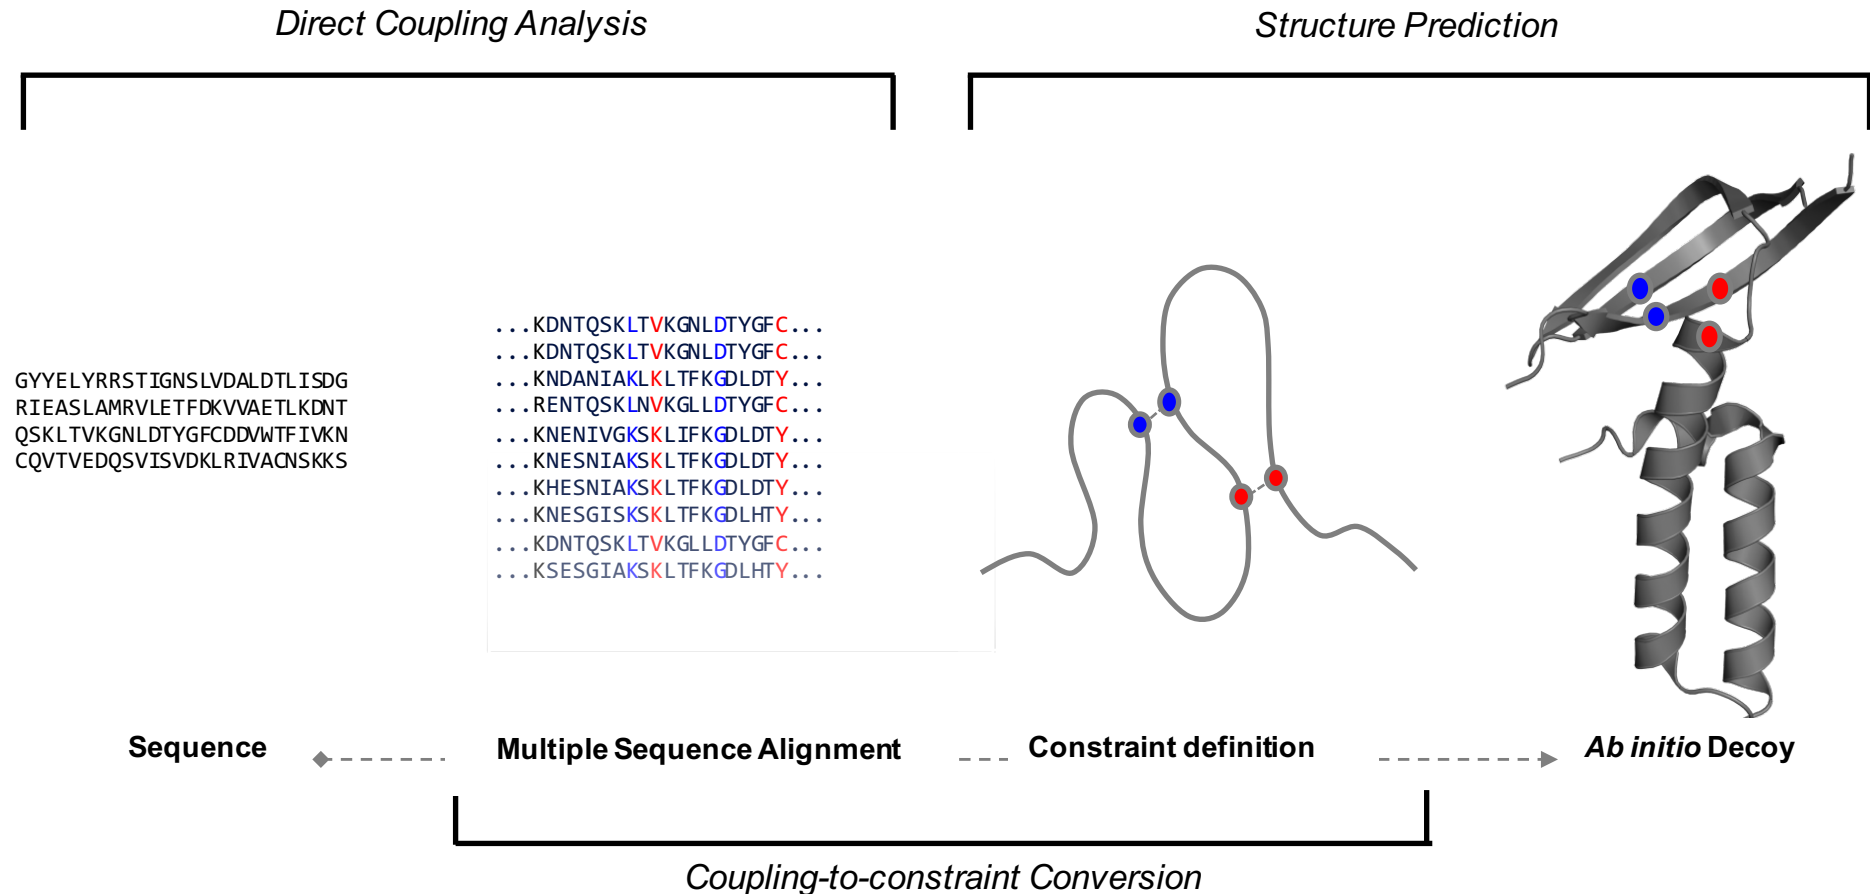 Direct Coupling Analysis
Structure Prediction
GYYELYRRSTIGNSLVDALDTLISDG
RIEASLAMRVLETFDKVVAETLKDNT
QSKLTVKGNLDTYGFCDDVWTFIVKN
CQVTVEDQSVISVDKLRIVACNSKKS
...KDNTQSKLTVKGNLDTYGFC...
...KDNTQSKLTVKGNLDTYGFC...
...KNDANIAKLKLTFKGDLDTY...
...RENTQSKLNVKGLLDTYGFC...
...KNENIVGKSKLIFKGDLDTY...
...KNESNIAKSKLTFKGDLDTY...
...KHESNIAKSKLTFKGDLDTY...
...KNESGISKSKLTFKGDLHTY...
...KDNTQSKLTVKGLLDTYGFC...
...KSESGIAKSKLTFKGDLHTY...
Sequence
Multiple Sequence Alignment
Constraint definition
Ab initio Decoy
Coupling-to-constraint Conversion